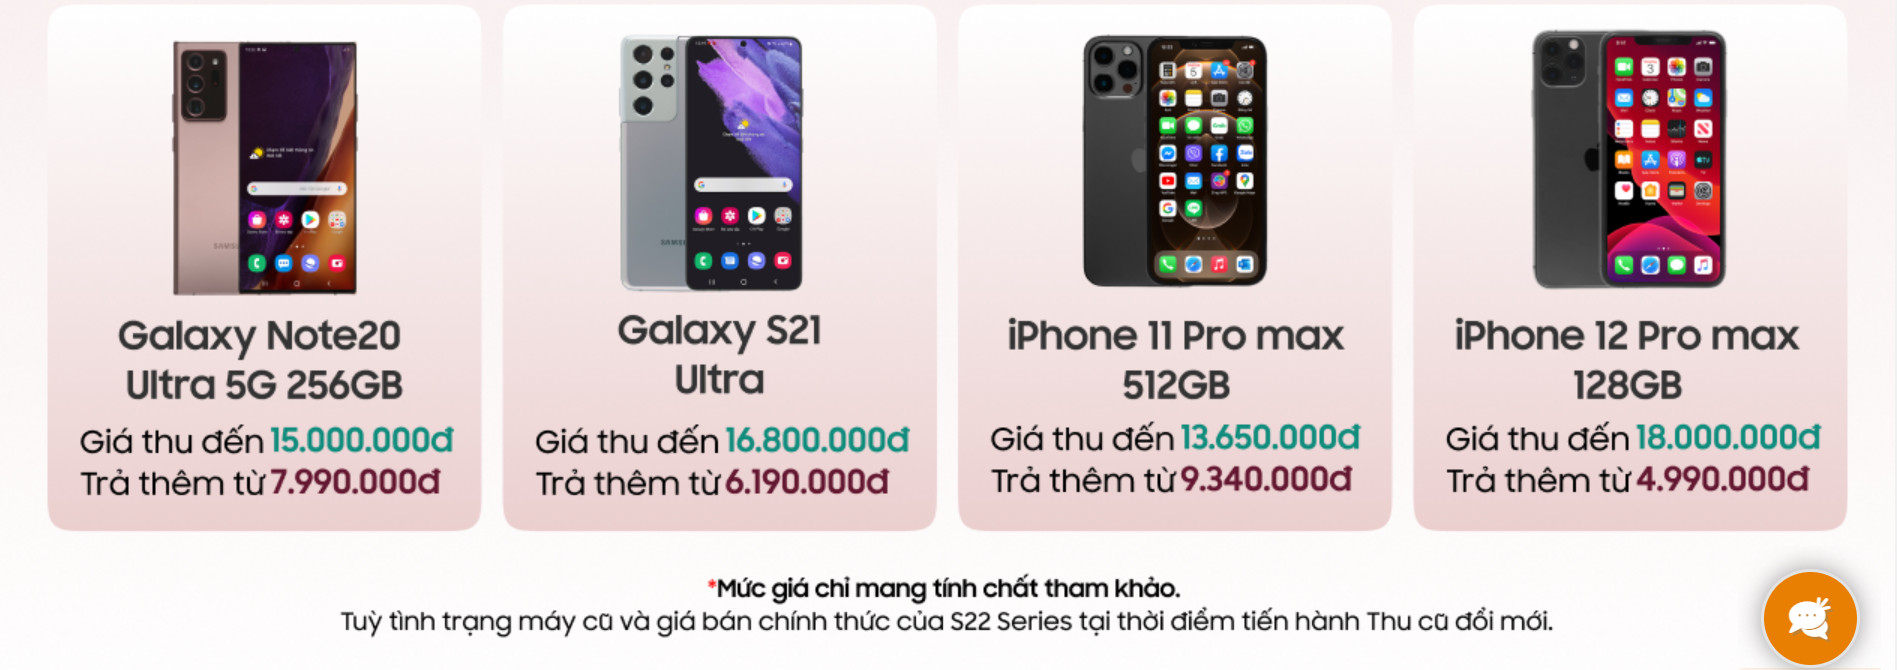 Galaxy Note20
Ultra 5G 256GB
Giá thu đến 15.000.000đ
Trả thêm từ 7.990.000đ
Galaxy S21
Ultra
Giá thu đến 16.800.000đ
Trả thêm từ 6.190.000đ
iPhone 11 Pro max
512GB
Giá thu đến 13.650.000đ
Trả thêm từ 9.340.000đ
iPhone 12 Pro max
128GB
Giá thu đến 18.000.000đ
Trả thêm từ 4.990.000đ
*Mức giá chỉ mang tính chất tham khảo.
Tuỳ tình trạng máy cũ và giá bán chính thức của S22 Series tại thời điểm tiến hành Thu cũ đổi mới.